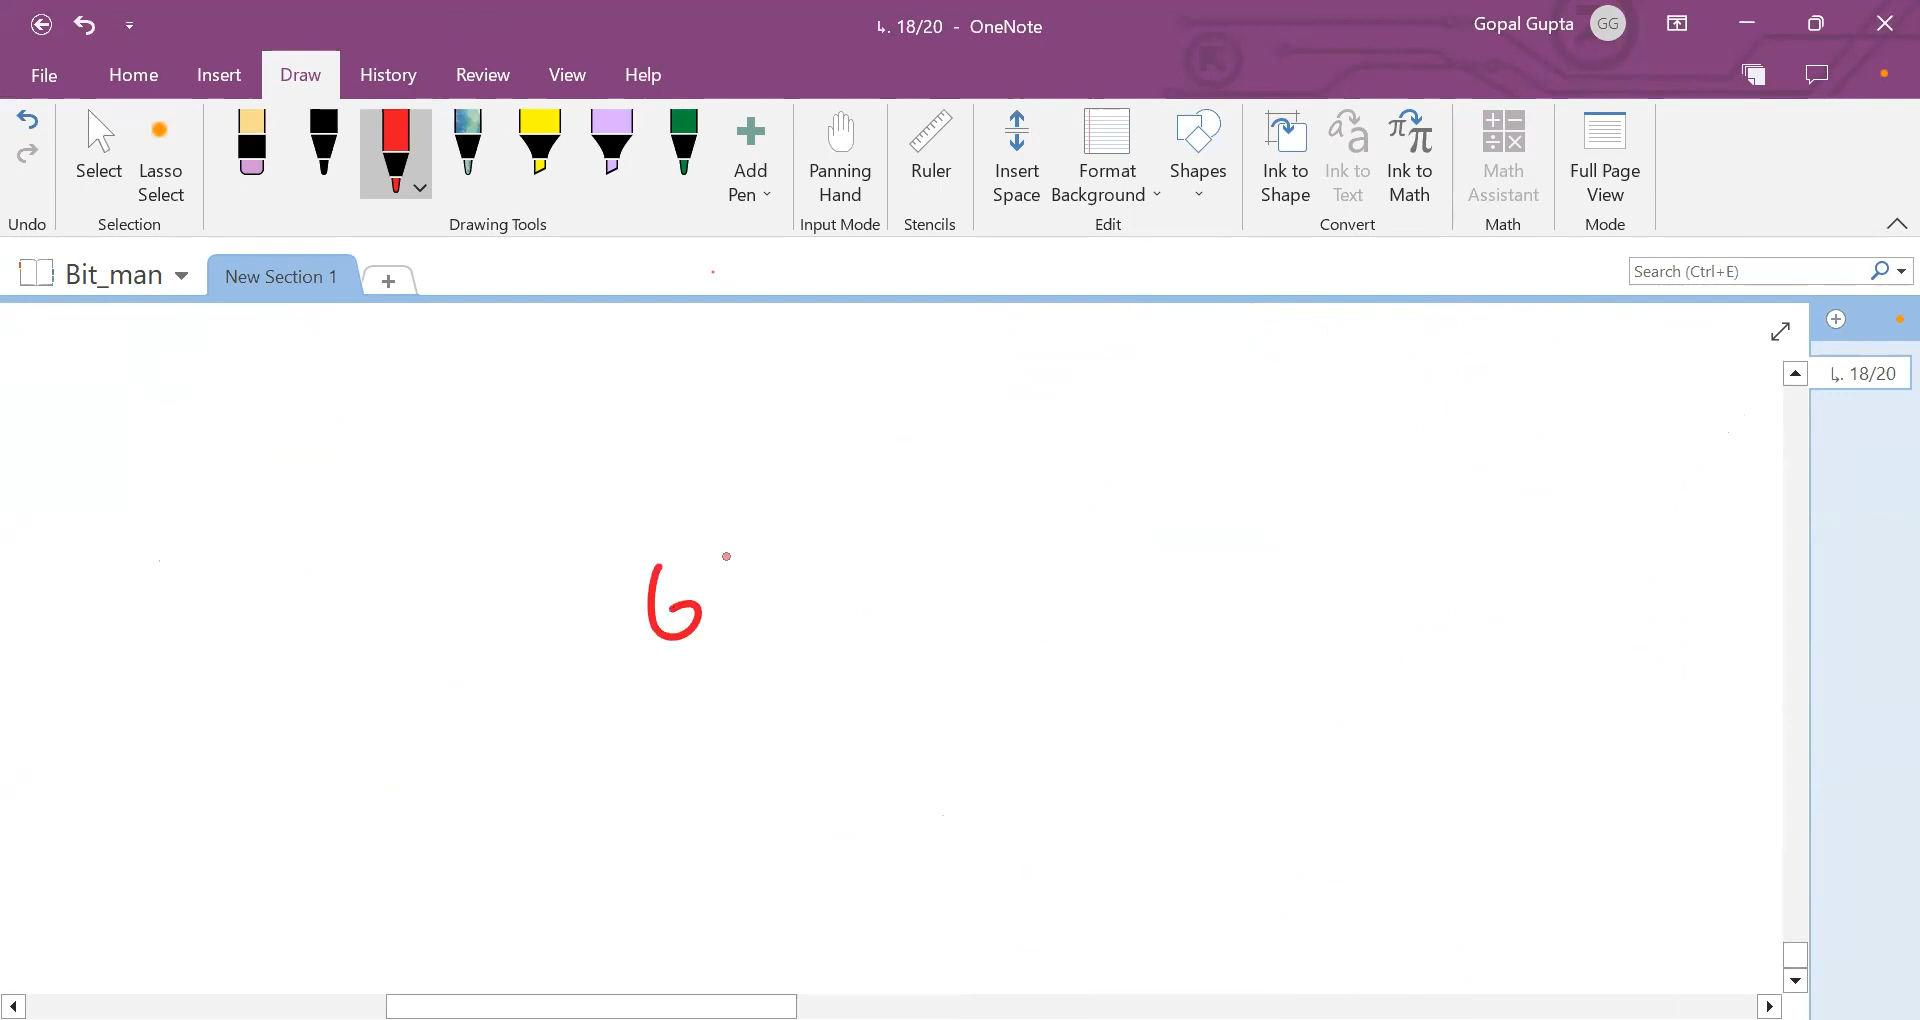 ↳. 18/20 - OneNote
Gopal Gupta GG
File Home Insert Draw History Review View Help
Select
Lasso Select
Add Pen
Panning Hand
Ruler
Insert Space
Format Background
Shapes
Ink to Shape
Ink to Text
Ink to Math
Math Assistant
Full Page View
Undo Selection Drawing Tools Input Mode Stencils Edit Convert Math Mode
Bit_man New Section 1 +
Search (Ctrl+E)
↳. 18/20
6